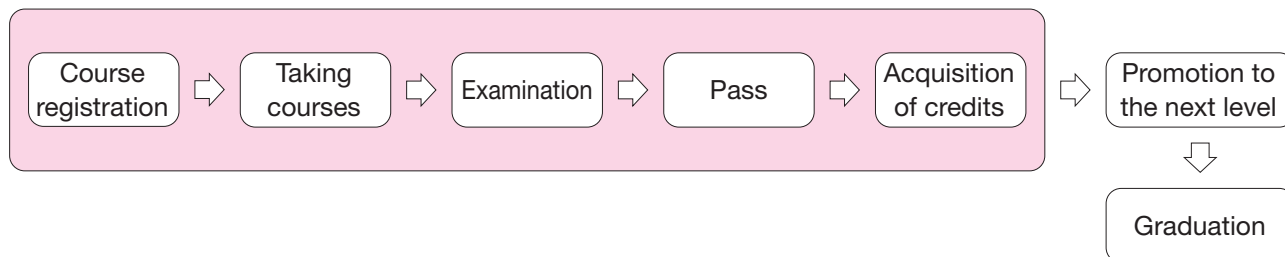 Course
registration
Taking
courses
Examination
Pass
Acquisition
of credits
Promotion to
the next level
Graduation